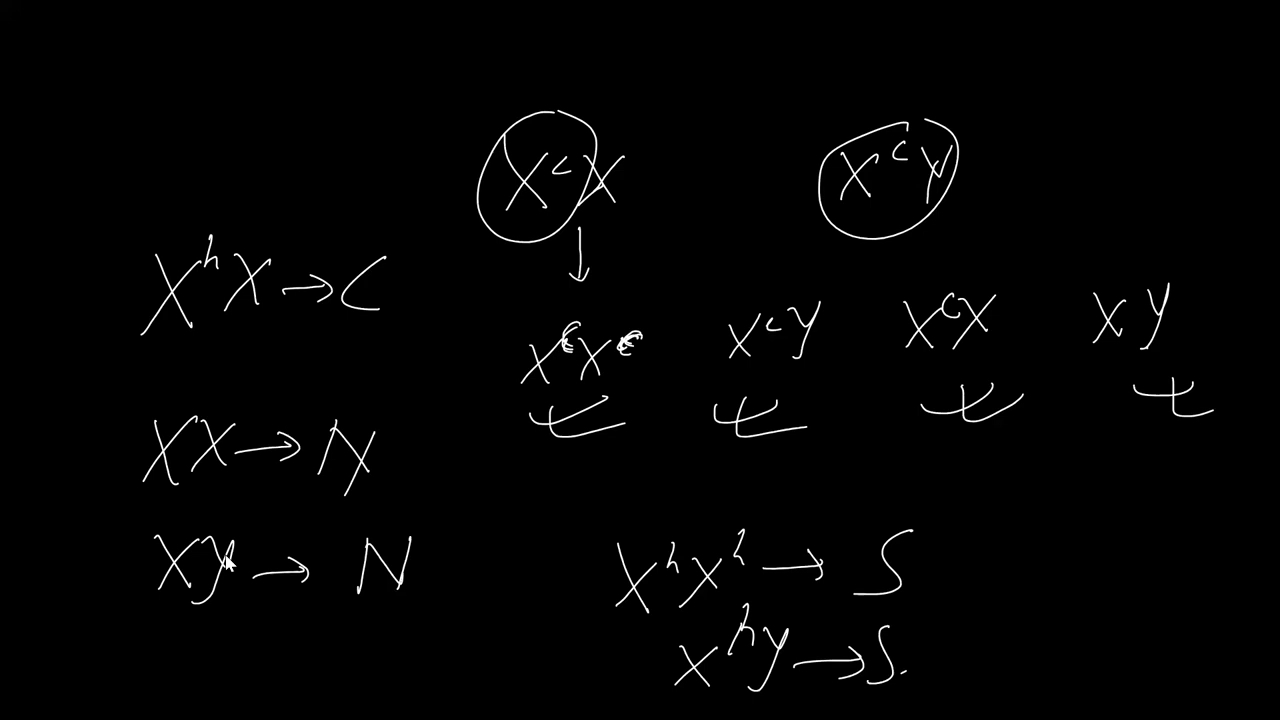 XᶜX XᶜY
XʰX → C
XᶜXᶜ XᶜY XᶜX XY
XX → N
XY → N
XʰXʰ → S
XʰY → S.